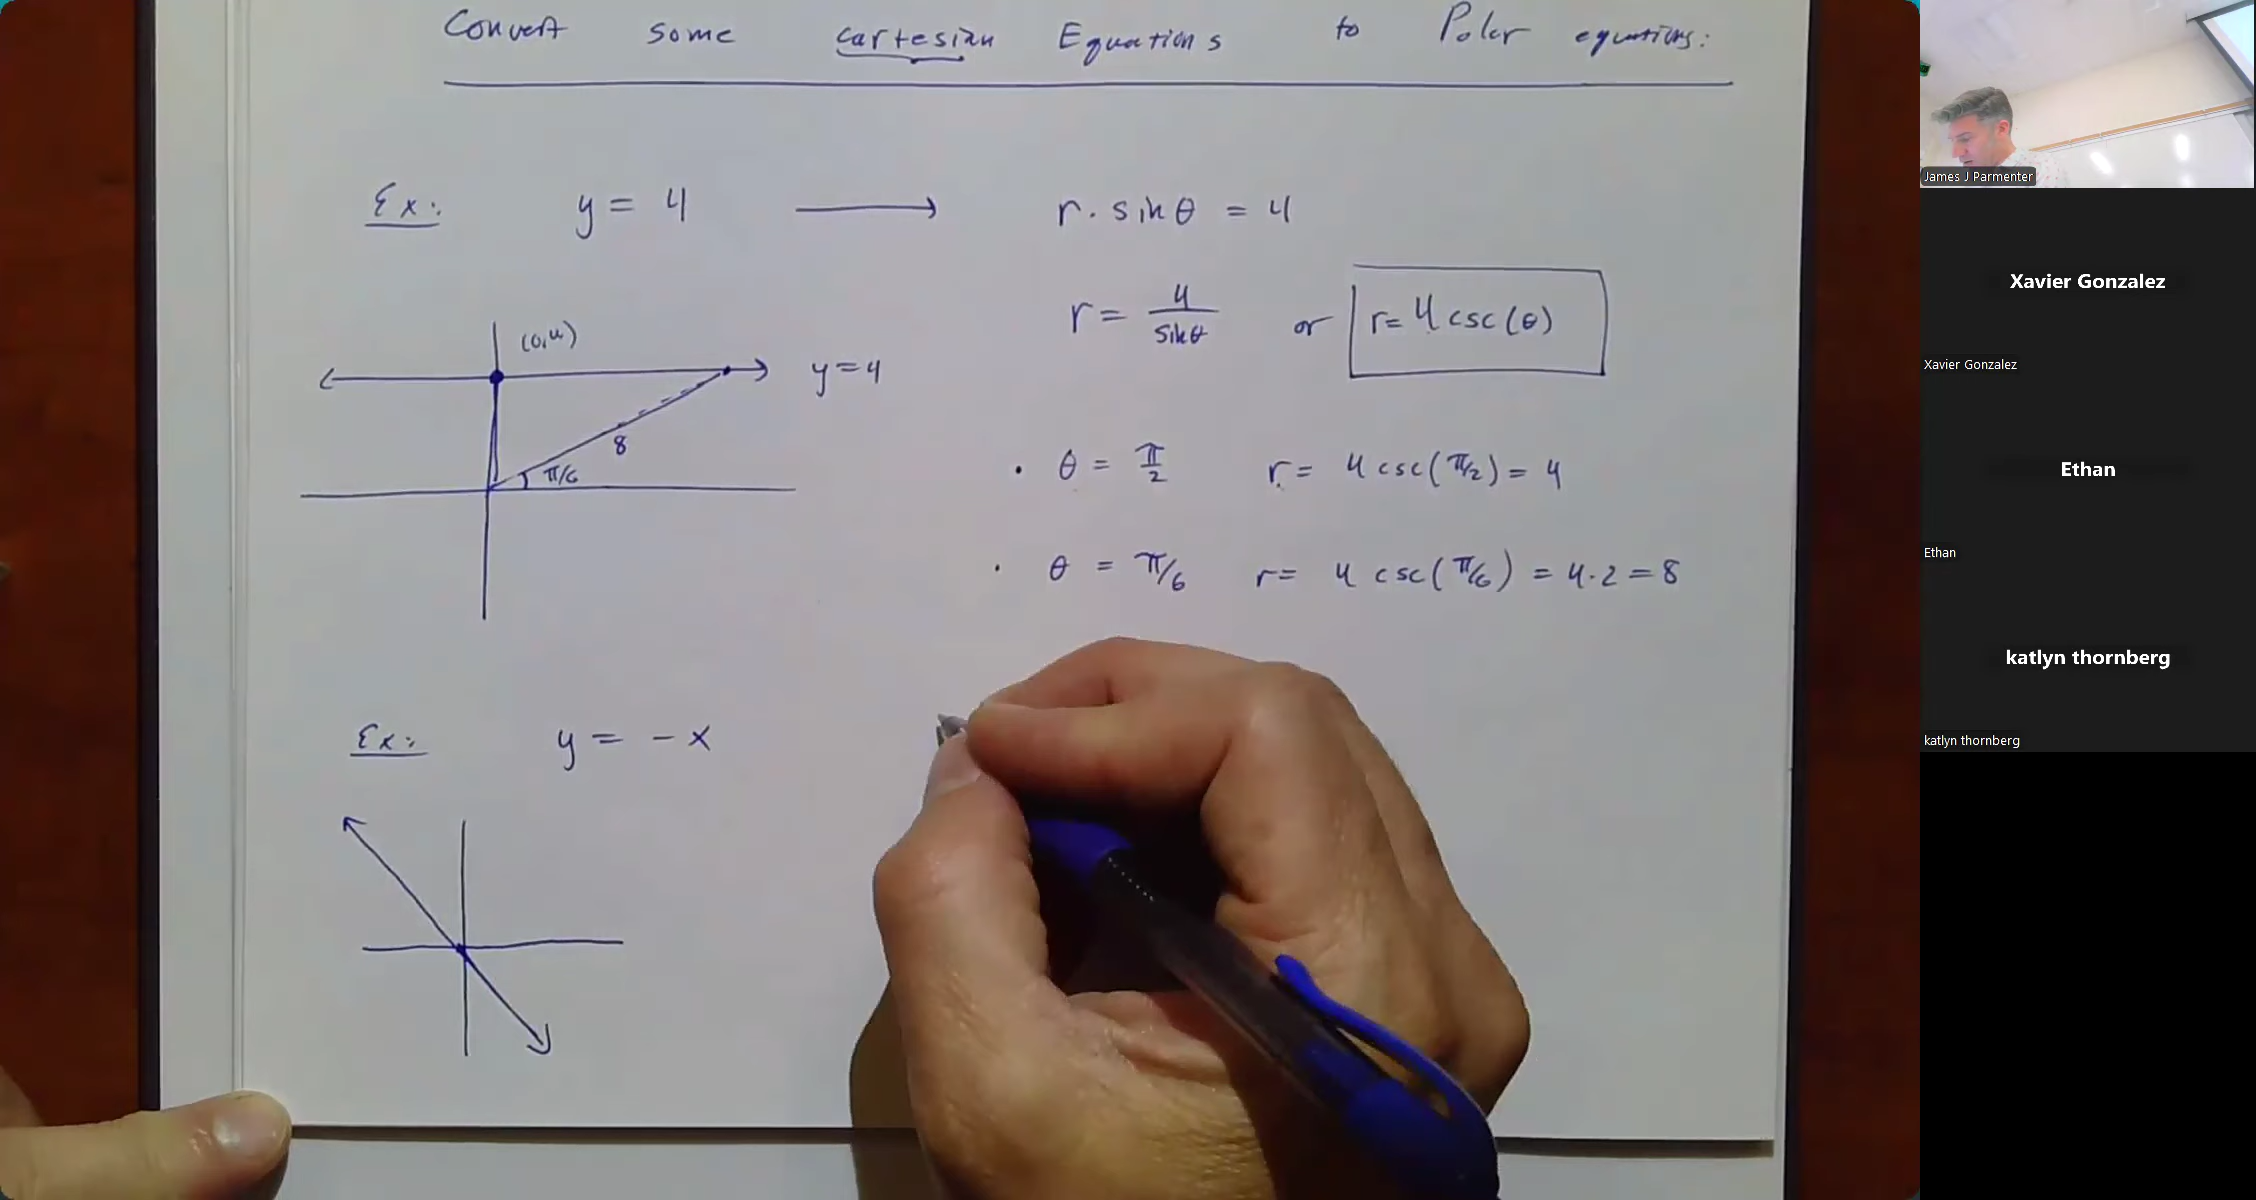 Convert some cartesian Equations to Polar equations:
Ex: y = 4 ⟶ r · sinθ = 4
r = 4/sinθ or r = 4 csc(θ)
(0,4)
y = 4
8
π/6
· θ = π/2 r = 4 csc(π/2) = 4
· θ = π/6 r = 4 csc(π/6) = 4·2 = 8
Ex: y = -x
James J Parmenter
Xavier Gonzalez
Xavier Gonzalez
Ethan
Ethan
katlyn thornberg
katlyn thornberg